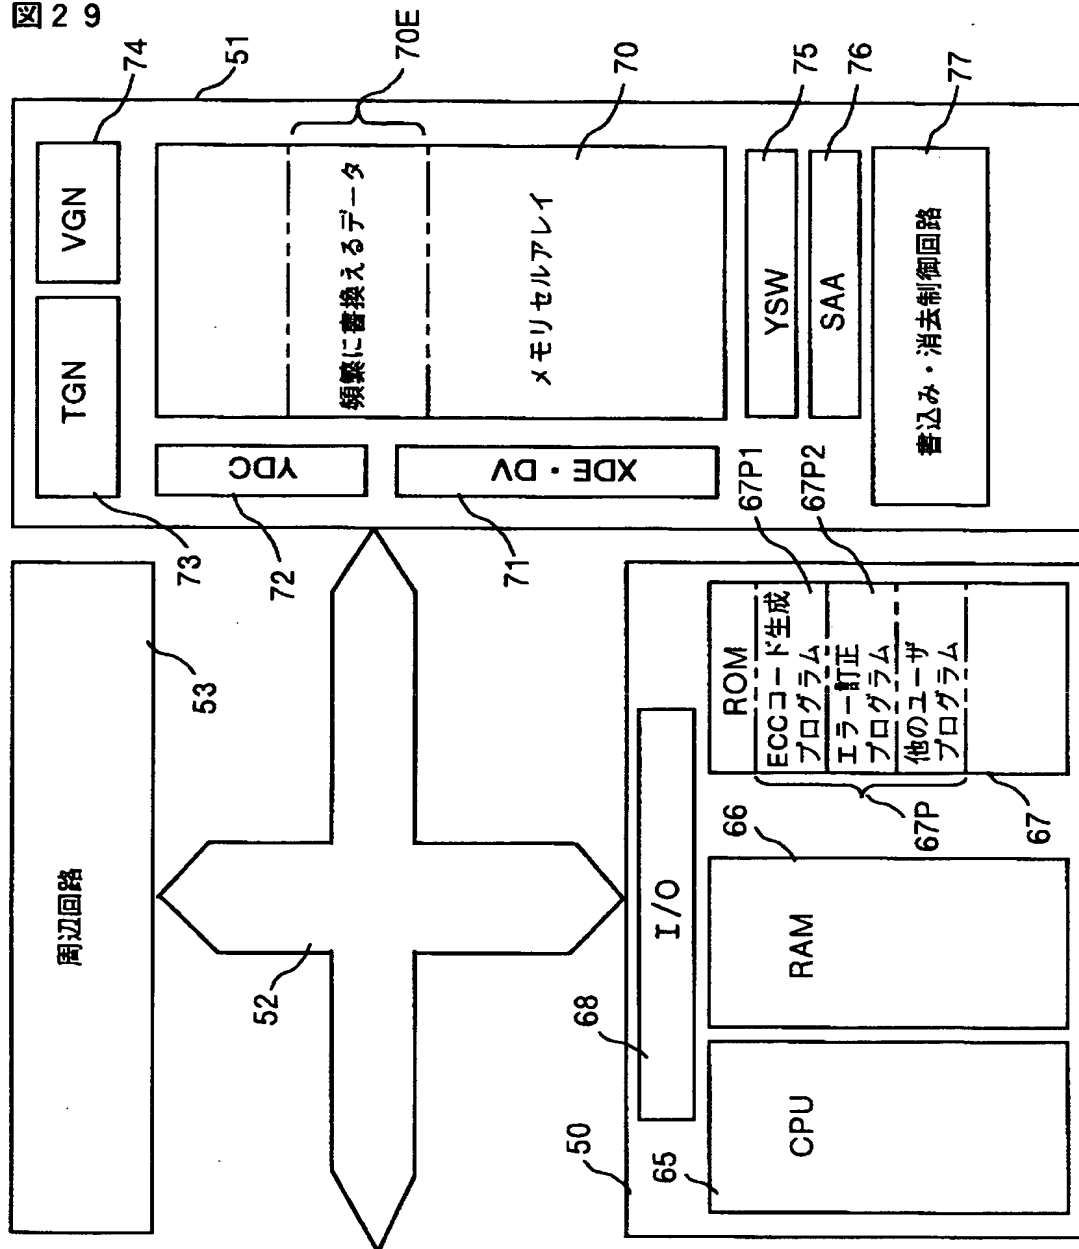 図29
周辺回路
53
52
TGN
VGN
73
74
51
YDC
72
XDE・DV
71
頻繁に書換えるデータ
70E
メモリセルアレイ
70
YSW
75
SAA
76
書込み・消去制御回路
77
50
I/O
68
CPU
65
RAM
66
ROM
ECCコード生成
プログラム
67P1
エラー訂正
プログラム
67P2
他のユーザ
プログラム
67P
67